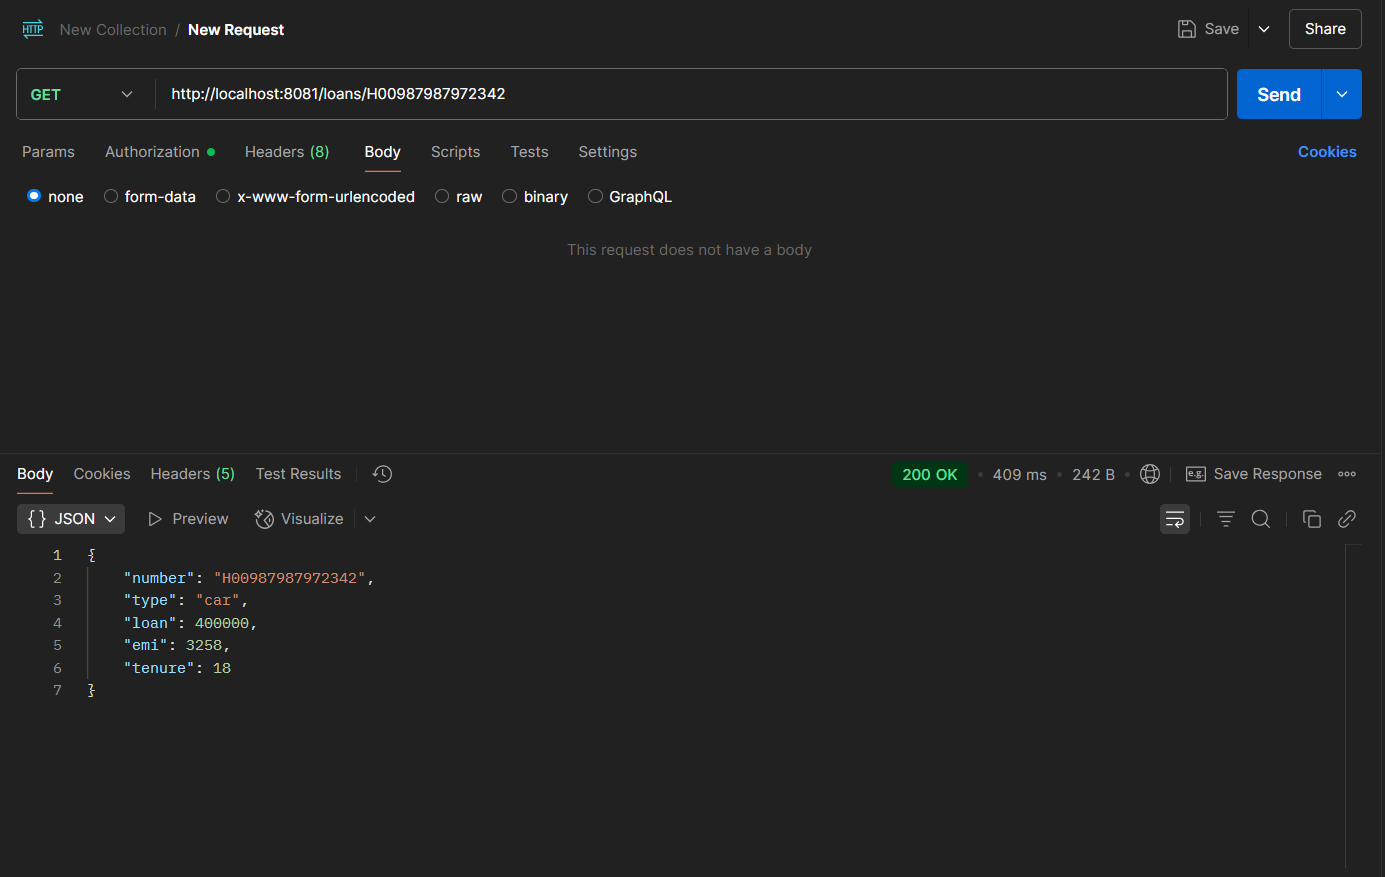 HTTP New Collection / New Request Save Share
GET http://localhost:8081/loans/H00987987972342 Send
Params Authorization Headers (8) Body Scripts Tests Settings Cookies
none form-data x-www-form-urlencoded raw binary GraphQL
This request does not have a body
Body Cookies Headers (5) Test Results 200 OK • 409 ms • 242 B • e.g. Save Response
{} JSON Preview Visualize
1 {
2 "number": "H00987987972342",
3 "type": "car",
4 "loan": 400000,
5 "emi": 3258,
6 "tenure": 18
7 }